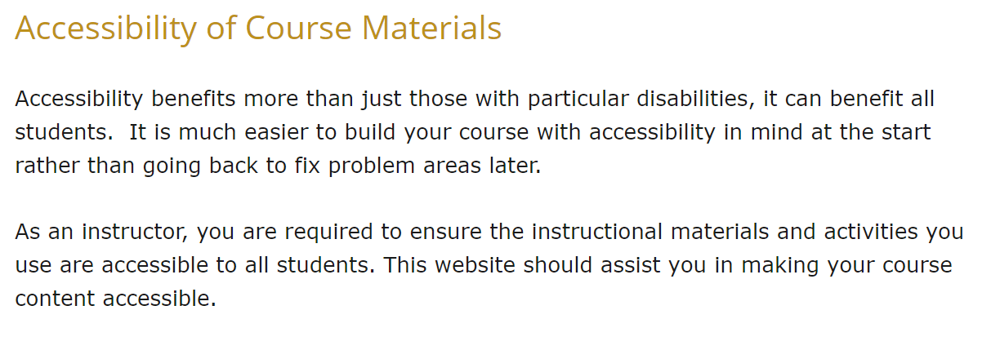 Accessibility of Course Materials
Accessibility benefits more than just those with particular disabilities, it can benefit all
students.  It is much easier to build your course with accessibility in mind at the start
rather than going back to fix problem areas later.
As an instructor, you are required to ensure the instructional materials and activities you
use are accessible to all students. This website should assist you in making your course
content accessible.